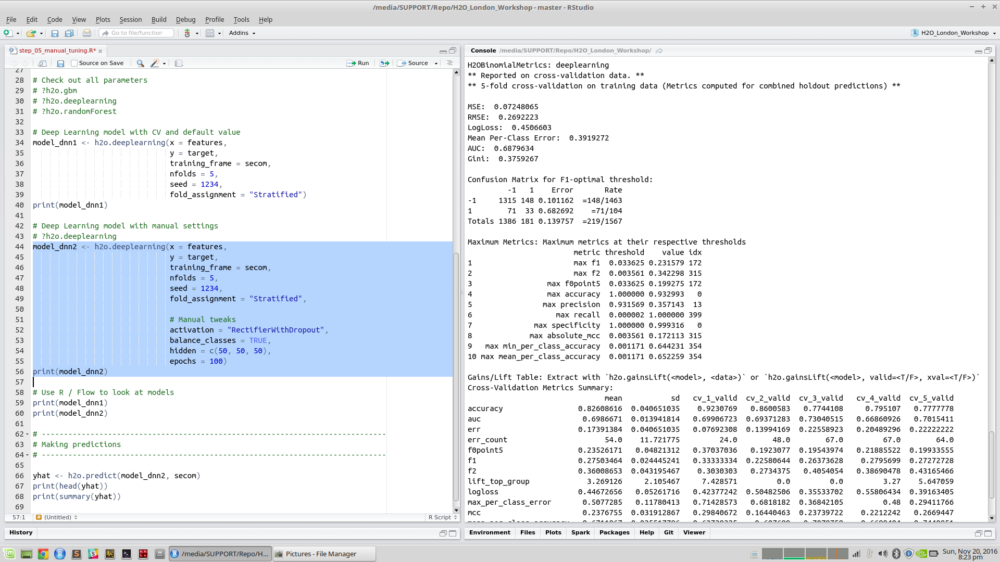 /media/SUPPORT/Repo/H2O_London_Workshop - master - RStudio
File Edit Code View Plots Session Build Debug Profile Tools Help
Go to file/function Addins H2O_London_Workshop
step_05_manual_tuning.R*
Source on Save Run Source
27
28 # Check out all parameters
29 # ?h2o.gbm
30 # ?h2o.deeplearning
31 # ?h2o.randomForest
32
33 # Deep Learning model with CV and default value
34 model_dnn1 <- h2o.deeplearning(x = features,
35 y = target,
36 training_frame = secom,
37 nfolds = 5,
38 seed = 1234,
39 fold_assignment = "Stratified")
40 print(model_dnn1)
41
42 # Deep Learning model with manual settings
43 # ?h2o.deeplearning
44 model_dnn2 <- h2o.deeplearning(x = features,
45 y = target,
46 training_frame = secom,
47 nfolds = 5,
48 seed = 1234,
49 fold_assignment = "Stratified",
50
51 # Manual tweaks
52 activation = "RectifierWithDropout",
53 balance_classes = TRUE,
54 hidden = c(50, 50, 50),
55 epochs = 100)
56 print(model_dnn2)
57
58 # Use R / Flow to look at models
59 print(model_dnn1)
60 print(model_dnn2)
61
62 # ------------------------------------------------------------------------------
63 # Making predictions
64 # ------------------------------------------------------------------------------
65
66 yhat <- h2o.predict(model_dnn2, secom)
67 print(head(yhat))
68 print(summary(yhat))
69
57:1 (Untitled) R Script
History
Console /media/SUPPORT/Repo/H2O_London_Workshop/
H2OBinomialMetrics: deeplearning
** Reported on cross-validation data. **
** 5-fold cross-validation on training data (Metrics computed for combined holdout predictions) **
MSE: 0.07248065
RMSE: 0.2692223
LogLoss: 0.4506603
Mean Per-Class Error: 0.3919272
AUC: 0.6879634
Gini: 0.3759267
Confusion Matrix for F1-optimal threshold:
-1 1 Error Rate
-1 1315 148 0.101162 =148/1463
1 71 33 0.682692 =71/104
Totals 1386 181 0.139757 =219/1567
Maximum Metrics: Maximum metrics at their respective thresholds
metric threshold value idx
1 max f1 0.033625 0.231579 172
2 max f2 0.003561 0.342298 315
3 max f0point5 0.033625 0.199275 172
4 max accuracy 1.000000 0.932993 0
5 max precision 0.931569 0.357143 13
6 max recall 0.000002 1.000000 399
7 max specificity 1.000000 0.999316 0
8 max absolute_mcc 0.003561 0.172113 315
9 max min_per_class_accuracy 0.001171 0.644231 354
10 max mean_per_class_accuracy 0.001171 0.652259 354
Gains/Lift Table: Extract with `h2o.gainsLift(<model>, <data>)` or `h2o.gainsLift(<model>, valid=<T/F>, xval=<T/F>)`
Cross-Validation Metrics Summary:
mean sd cv_1_valid cv_2_valid cv_3_valid cv_4_valid cv_5_valid
accuracy 0.82608616 0.040651035 0.9230769 0.8600583 0.7744108 0.795107 0.7777778
auc 0.6986671 0.013941814 0.69906723 0.69371283 0.73040515 0.66860926 0.7015411
err 0.17391384 0.040651035 0.07692308 0.13994169 0.22558923 0.20489296 0.22222222
err_count 54.0 11.721775 24.0 48.0 67.0 67.0 64.0
f0point5 0.23526171 0.04821312 0.37037036 0.1923077 0.19543974 0.21885522 0.19933555
f1 0.27503464 0.024445241 0.33333334 0.22580644 0.26373628 0.2795699 0.27272728
f2 0.36008653 0.043195467 0.3030303 0.2734375 0.4054054 0.38690478 0.43165466
lift_top_group 3.269126 2.105467 7.428571 0.0 0.0 3.27 5.647059
logloss 0.44672656 0.05261716 0.42377242 0.50482506 0.35533702 0.55806434 0.39163405
max_per_class_error 0.5077285 0.11780413 0.71428573 0.6818182 0.36842105 0.48 0.29411766
mcc 0.2376755 0.031912867 0.29840672 0.16440463 0.23739722 0.2212242 0.2669447
Environment Files Plots Spark Packages Help Git Viewer
/media/SUPPORT/Repo/H... Pictures - File Manager
Sun, Nov 20, 2016
8:23 pm